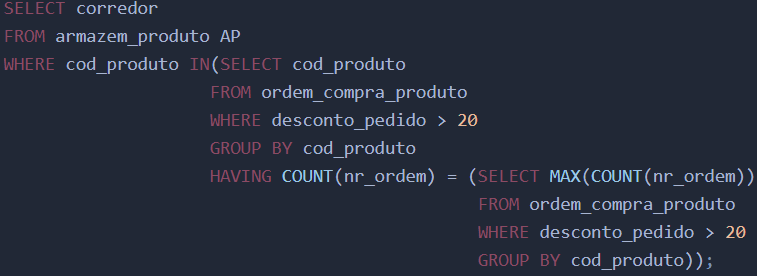 SELECT corredor
FROM armazem_produto AP
WHERE cod_produto IN(SELECT cod_produto
FROM ordem_compra_produto
WHERE desconto_pedido > 20
GROUP BY cod_produto
HAVING COUNT(nr_ordem) = (SELECT MAX(COUNT(nr_ordem))
FROM ordem_compra_produto
WHERE desconto_pedido > 20
GROUP BY cod_produto));